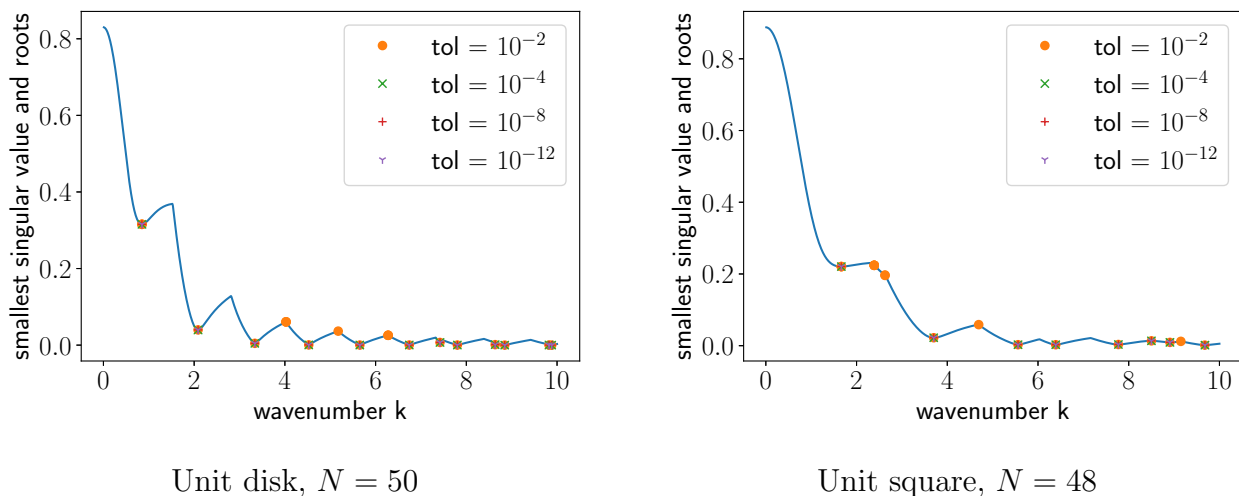 smallest singular value and roots
0.8
0.6
0.4
0.2
0.0
0 2 4 6 8 10
wavenumber k
tol = 10^{-2}
tol = 10^{-4}
tol = 10^{-8}
tol = 10^{-12}
Unit disk, N = 50
smallest singular value and roots
0.8
0.6
0.4
0.2
0.0
0 2 4 6 8 10
wavenumber k
tol = 10^{-2}
tol = 10^{-4}
tol = 10^{-8}
tol = 10^{-12}
Unit square, N = 48